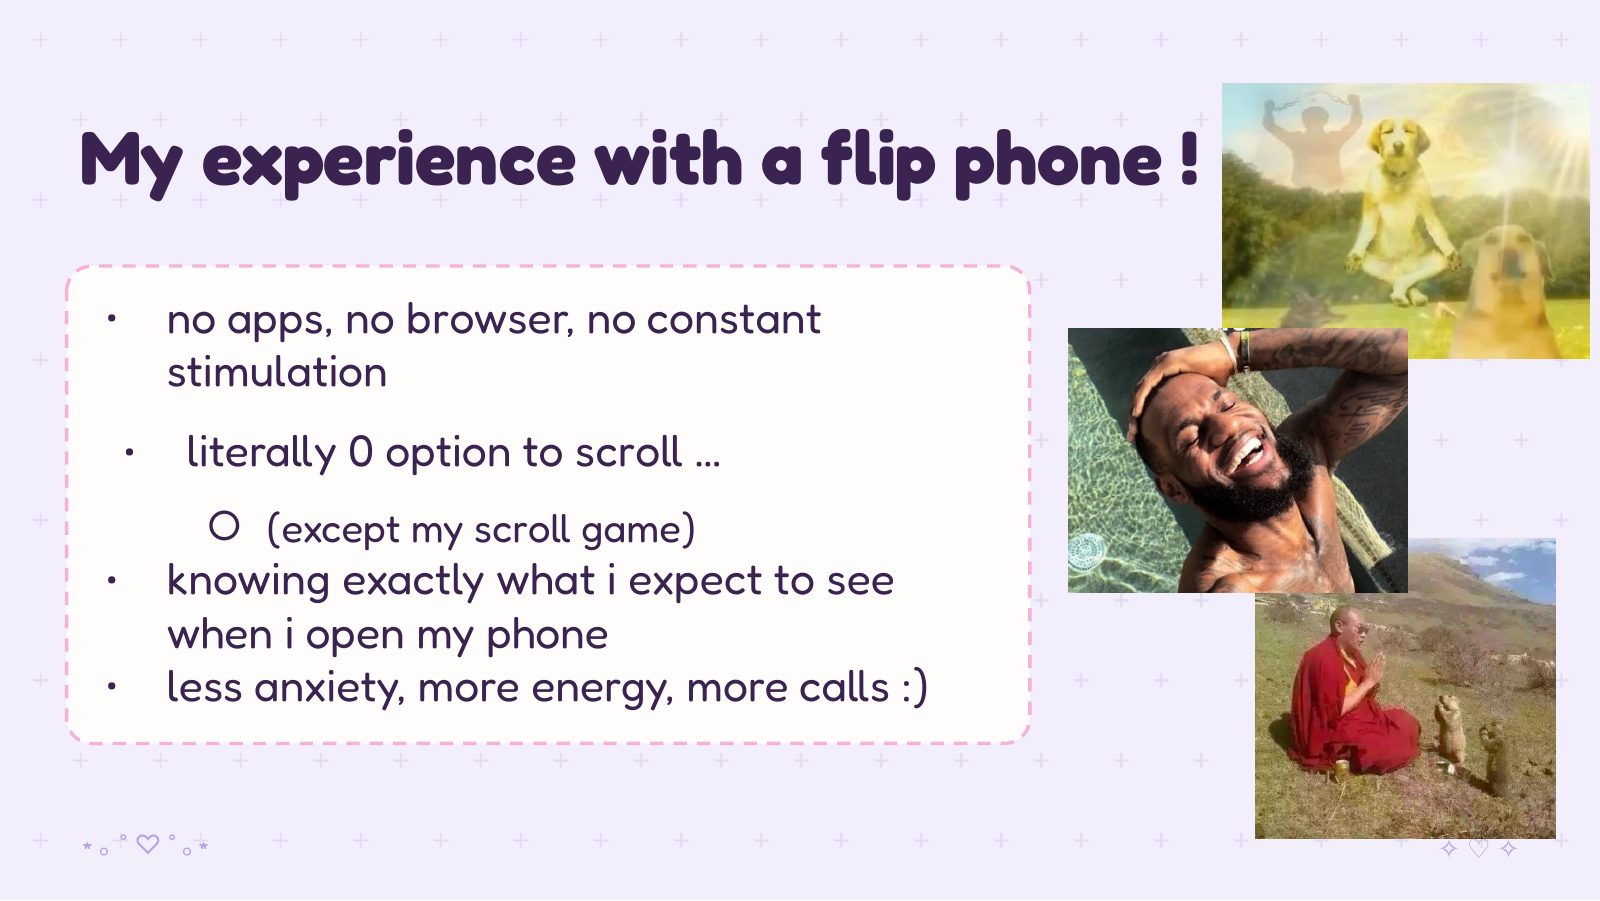 My experience with a flip phone !
• no apps, no browser, no constant
stimulation
• literally 0 option to scroll ...
○ (except my scroll game)
• knowing exactly what i expect to see
when i open my phone
• less anxiety, more energy, more calls :)